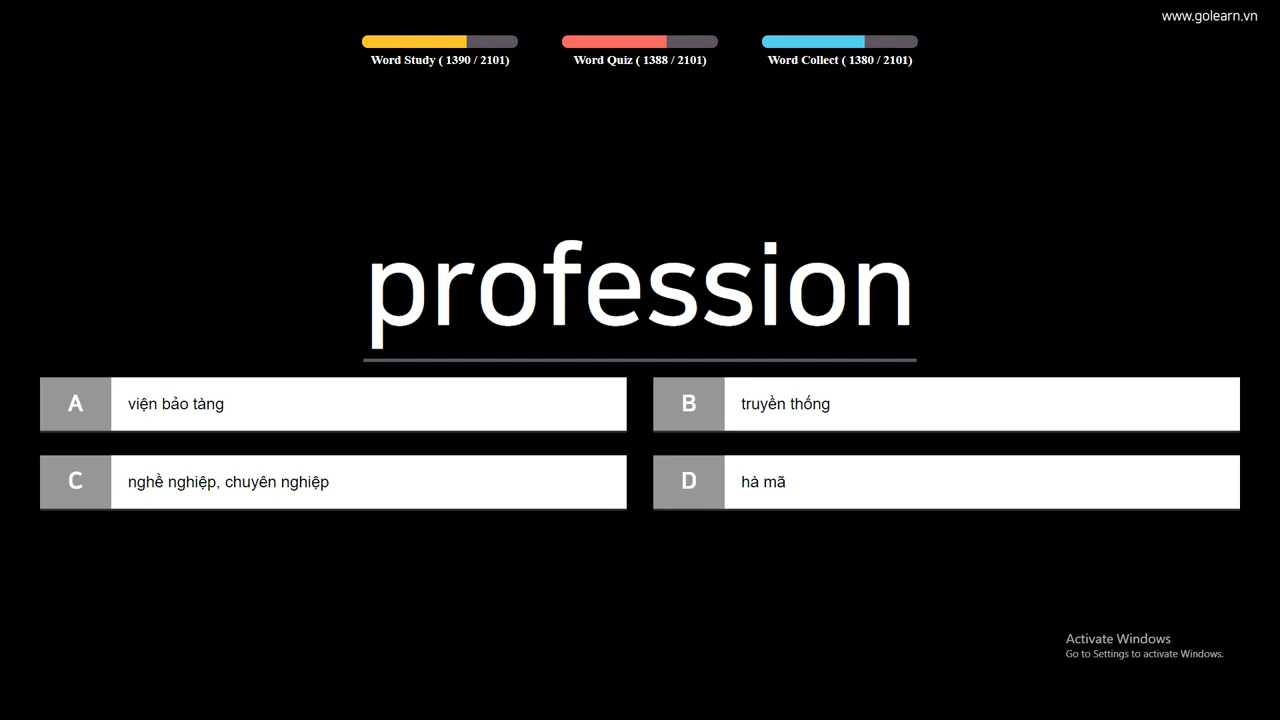 www.golearn.vn
Word Study ( 1390 / 2101)
Word Quiz ( 1388 / 2101)
Word Collect ( 1380 / 2101)
profession
A viện bảo tàng
B truyền thống
C nghề nghiệp, chuyên nghiệp
D hà mã
Activate Windows
Go to Settings to activate Windows.